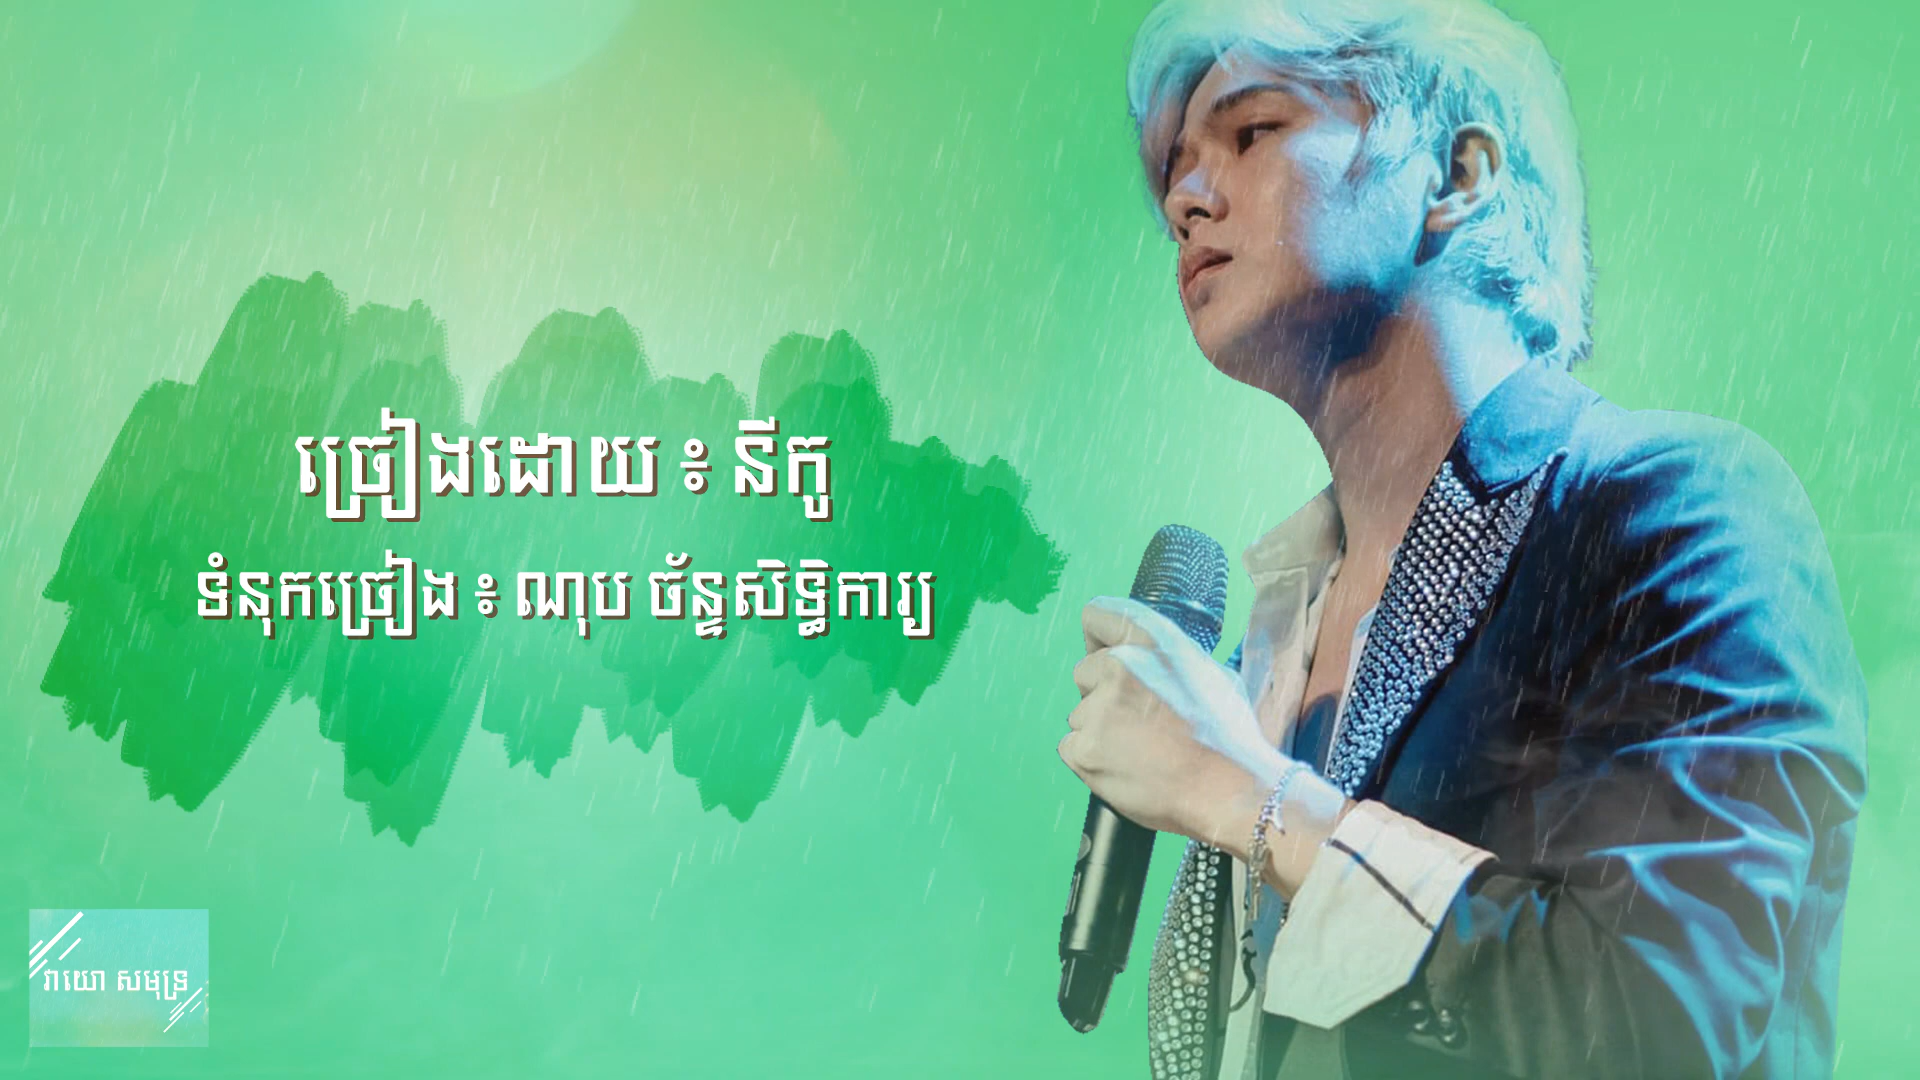 ច្រៀងដោយ ៖ នីកូ
ទំនុកច្រៀង ៖ ណុប ច័ន្ទសិទ្ធិការ្យ
វាយោ សមុទ្រ